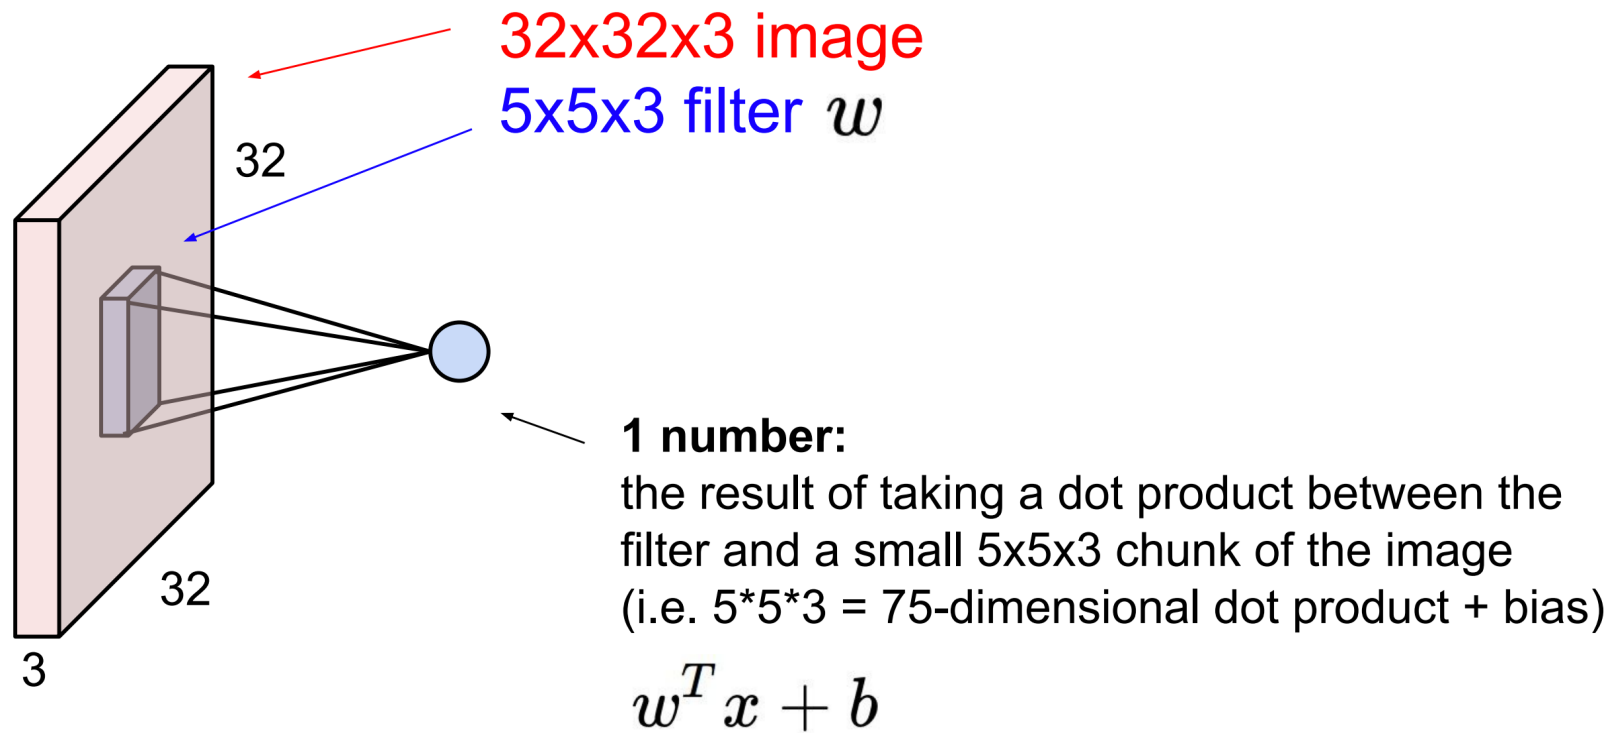 32x32x3 image
5x5x3 filter w
32
32
3
1 number:
the result of taking a dot product between the
filter and a small 5x5x3 chunk of the image
(i.e. 5*5*3 = 75-dimensional dot product + bias)
w^T x + b